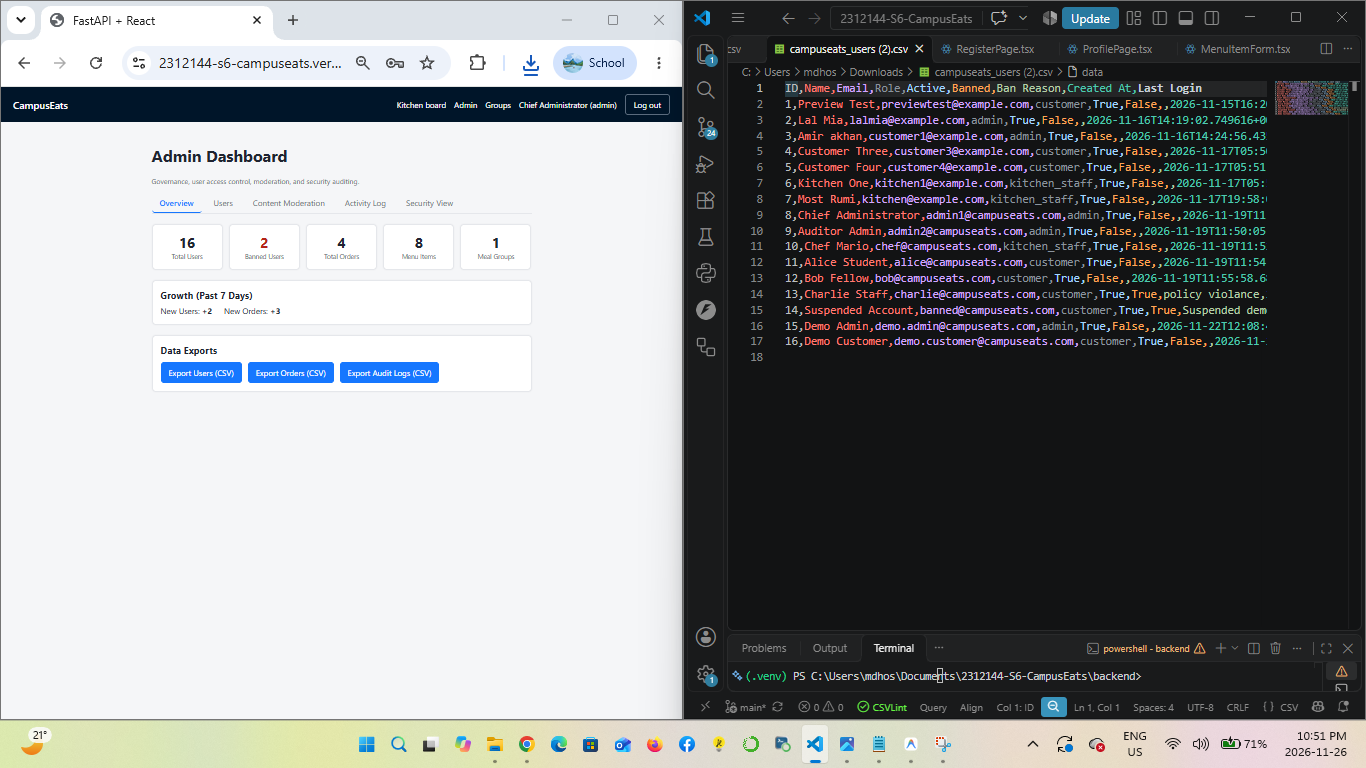 FastAPI + React
2312144-s6-campuseats.ver...
School
CampusEats
Kitchen board Admin Groups Chief Administrator (admin) Log out
Admin Dashboard
Governance, user access control, moderation, and security auditing.
Overview Users Content Moderation Activity Log Security View
16 2 4 8 1
Total Users Banned Users Total Orders Menu Items Meal Groups
Growth (Past 7 Days)
New Users: +2 New Orders: +3
Data Exports
Export Users (CSV) Export Orders (CSV) Export Audit Logs (CSV)
2312144-S6-CampusEats
Update
csv campuseats_users (2).csv RegisterPage.tsx ProfilePage.tsx MenuItemForm.tsx
C: > Users > mdhos > Downloads > campuseats_users (2).csv > data
1 ID,Name,Email,Role,Active,Banned,Ban Reason,Created At,Last Login
2 1,Preview Test,previewtest@example.com,customer,True,False,,2026-11-15T16:20
3 2,Lal Mia,lalmia@example.com,admin,True,False,,2026-11-16T14:19:02.749616+0
4 3,Amir akhan,customer1@example.com,admin,True,False,,2026-11-16T14:24:56.43
5 4,Customer Three,customer3@example.com,customer,True,False,,2026-11-17T05:50
6 5,Customer Four,customer4@example.com,customer,True,False,,2026-11-17T05:51
7 6,Kitchen One,kitchen1@example.com,kitchen_staff,True,False,,2026-11-17T05:
8 7,Most Rumi,kitchen@example.com,kitchen_staff,True,False,,2026-11-17T19:58:
9 8,Chief Administrator,admin1@campuseats.com,admin,True,False,,2026-11-19T11
10 9,Auditor Admin,admin2@campuseats.com,admin,True,False,,2026-11-19T11:50:05
11 10,Chef Mario,chef@campuseats.com,kitchen_staff,True,False,,2026-11-19T11:5
12 11,Alice Student,alice@campuseats.com,customer,True,False,,2026-11-19T11:54
13 12,Bob Fellow,bob@campuseats.com,customer,True,False,,2026-11-19T11:55:58.6
14 13,Charlie Staff,charlie@campuseats.com,customer,True,True,policy violance,
15 14,Suspended Account,banned@campuseats.com,customer,True,True,Suspended dem
16 15,Demo Admin,demo.admin@campuseats.com,admin,True,False,,2026-11-22T12:08:
17 16,Demo Customer,demo.customer@campuseats.com,customer,True,False,,2026-11-
18
1
24
1
Problems Output Terminal ··· powershell - backend
(.venv) PS C:\Users\mdhos\Documents\2312144-S6-CampusEats\backend>
main* 0 0 CSVLint Query Align Col 1: ID Ln 1, Col 1 Spaces: 4 UTF-8 CRLF {} CSV
21°
ENG
US
71%
10:51 PM
2026-11-26